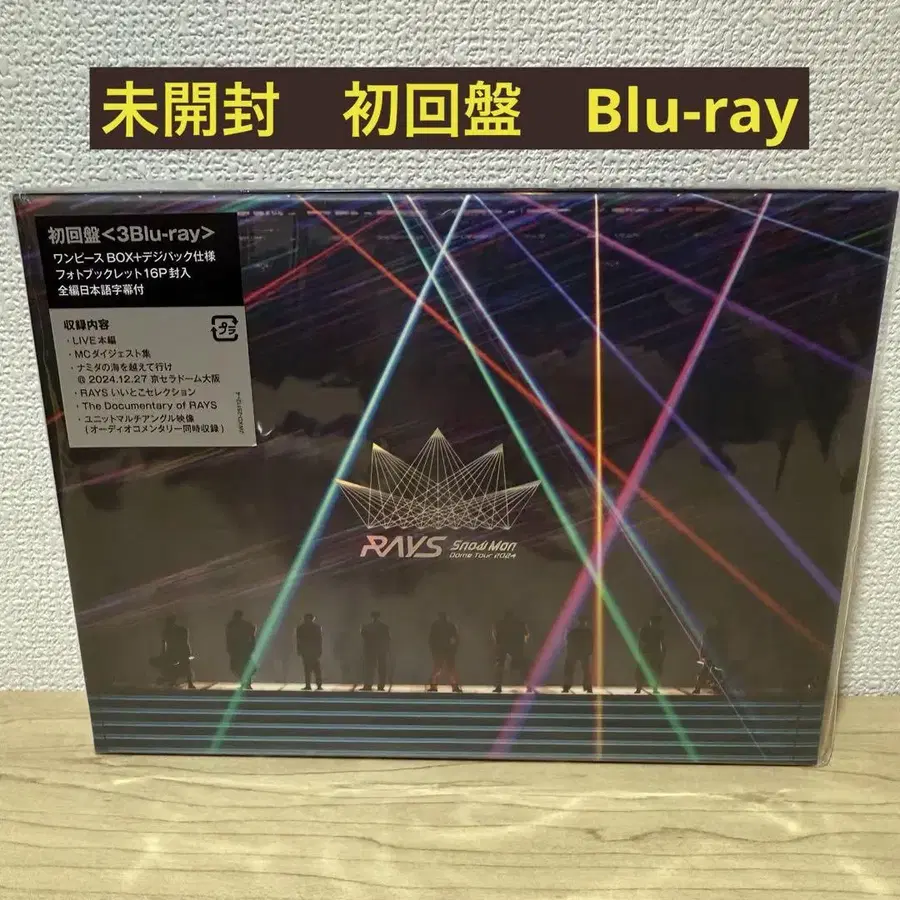 未開封　初回盤　Blu-ray
初回盤<3Blu-ray>
ワンピースBOX+デジパック仕様
フォトブックレット16P封入
全編日本語字幕付
収録内容
プラ
・LIVE本編
・MCダイジェスト集
・ナミダの海を越えて行け
@ 2024.12.27 京セラドーム大阪
・RAYS いいとこセレクション
・The Documentary of RAYS
・ユニットマルチアングル映像
(オーディオコメンタリー同時収録)
RAYS Snow Man
Dome Tour 2024